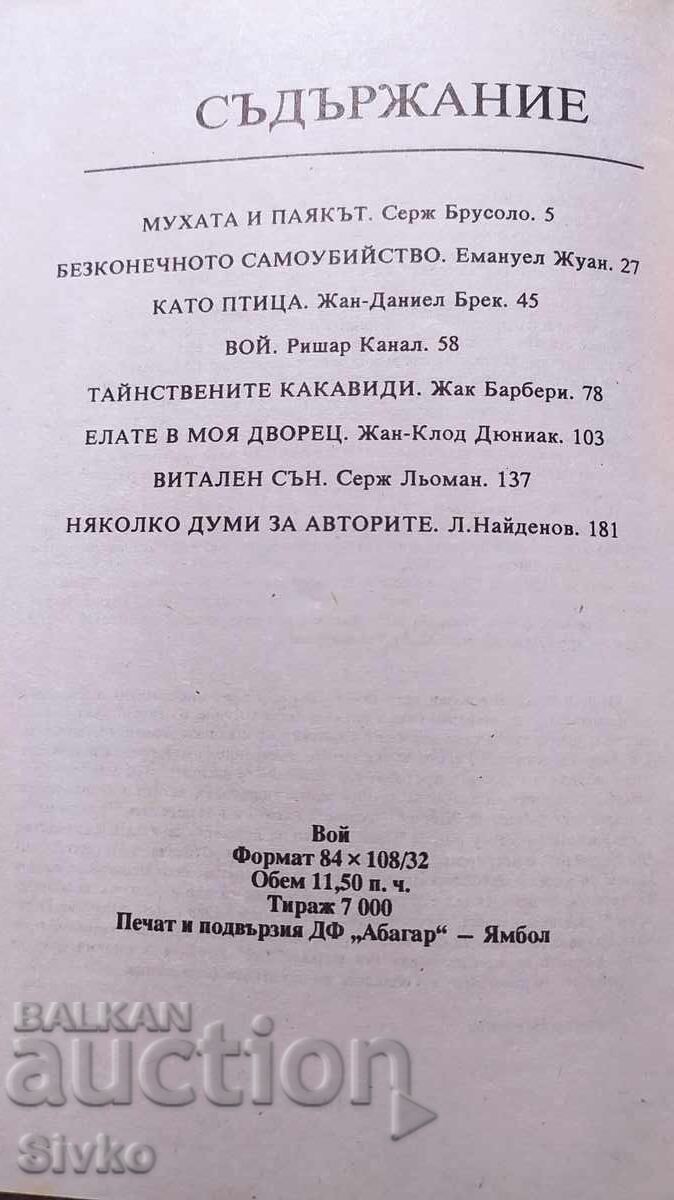 СЪДЪРЖАНИЕ
МУХАТА И ПАЯКЪТ. Серж Брусоло. 5
БЕЗКОНЕЧНОТО САМОУБИЙСТВО. Емануел Жуан. 27
КАТО ПТИЦА. Жан-Даниел Брек. 45
ВОЙ. Ришар Канал. 58
ТАЙНСТВЕНИТЕ КАКАВИДИ. Жак Барбери. 78
ЕЛАТЕ В МОЯ ДВОРЕЦ. Жан-Клод Дюниак. 103
ВИТАЛЕН СЪН. Серж Льоман. 137
НЯКОЛКО ДУМИ ЗА АВТОРИТЕ. Л.Найденов. 181
Вой
Формат 84 × 108/32
Обем 11,50 п. ч.
Тираж 7 000
Печат и подвързия ДФ „Абагар“ — Ямбол
BALKAN
auction
Sivko